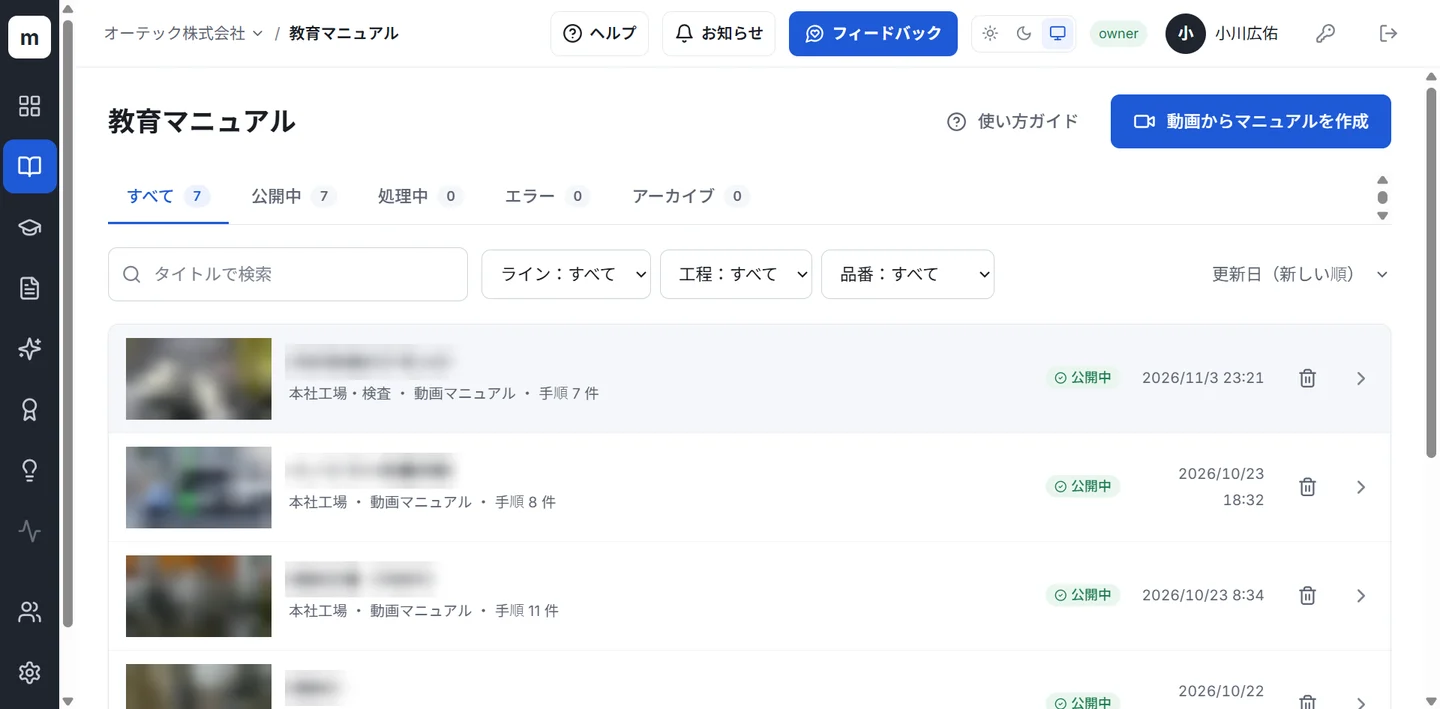 m
オーテック株式会社 / 教育マニュアル
ヘルプ
お知らせ
フィードバック
owner
小
小川広佑
教育マニュアル
使い方ガイド
動画からマニュアルを作成
すべて 7
公開中 7
処理中 0
エラー 0
アーカイブ 0
タイトルで検索
ライン：すべて
工程：すべて
品番：すべて
更新日（新しい順）
本社工場・検査 ・ 動画マニュアル ・ 手順 7 件
公開中
2026/11/3 23:21
本社工場 ・ 動画マニュアル ・ 手順 8 件
公開中
2026/10/23
18:32
本社工場 ・ 動画マニュアル ・ 手順 11 件
公開中
2026/10/23 8:34
公開中
2026/10/22